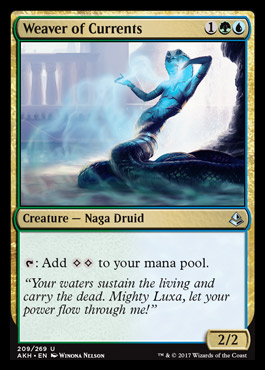 Weaver of Currents 1
Creature — Naga Druid
: Add to your mana pool.
“Your waters sustain the living and
carry the dead. Mighty Luxa, let your
power flow through me!”
2/2
209/269 U
AKH • EN Winona Nelson
™ & © 2017 Wizards of the Coast